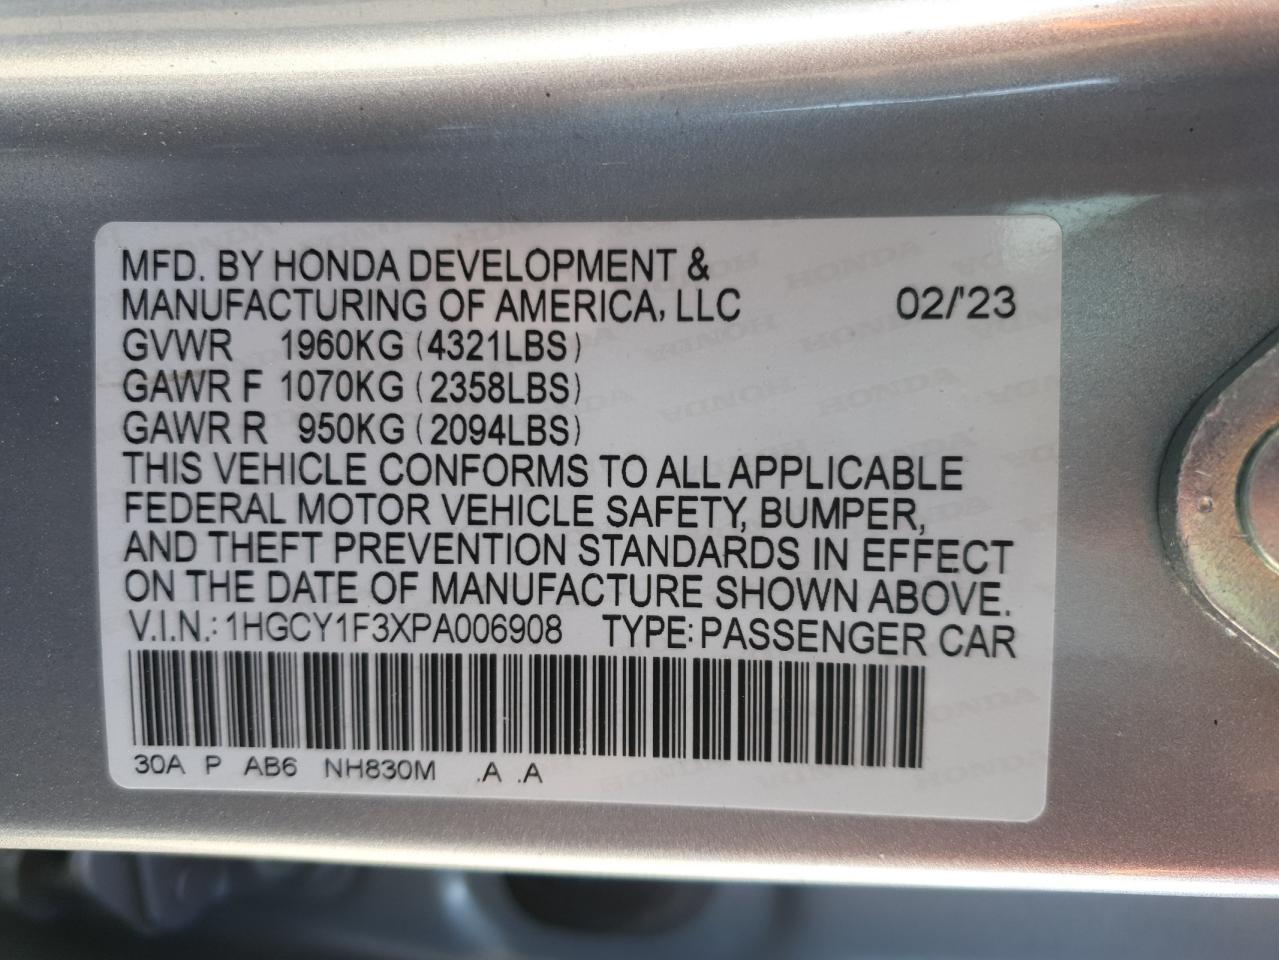 MFD. BY HONDA DEVELOPMENT &
MANUFACTURING OF AMERICA, LLC 02/'23
GVWR 1960KG (4321LBS)
GAWR F 1070KG (2358LBS)
GAWR R 950KG (2094LBS)
THIS VEHICLE CONFORMS TO ALL APPLICABLE
FEDERAL MOTOR VEHICLE SAFETY, BUMPER,
AND THEFT PREVENTION STANDARDS IN EFFECT
ON THE DATE OF MANUFACTURE SHOWN ABOVE.
V.I.N.: 1HGCY1F3XPA006908 TYPE: PASSENGER CAR
30A P AB6 NH830M .A .A